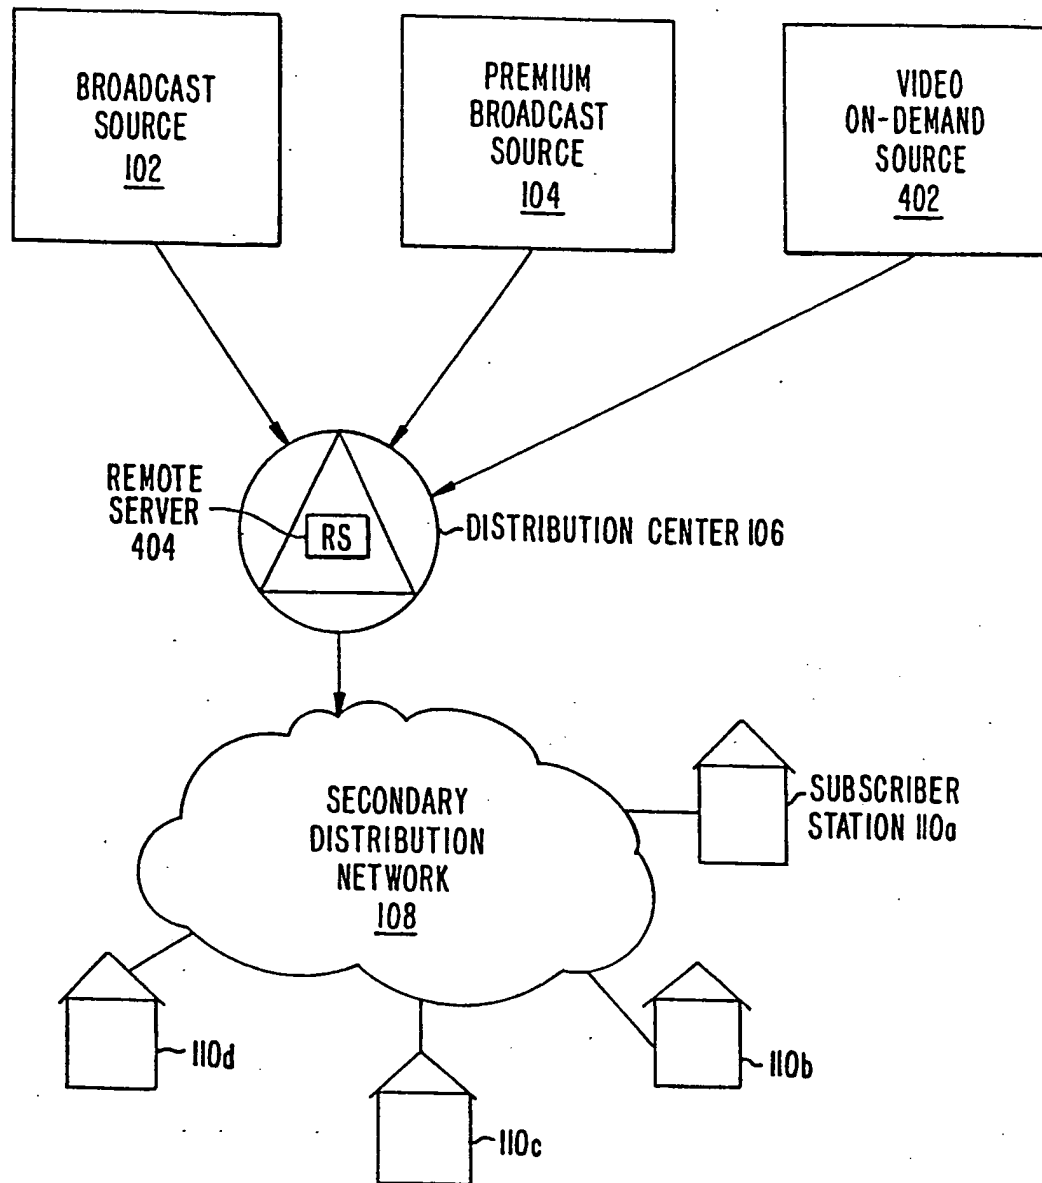 BROADCAST
SOURCE
102
PREMIUM
BROADCAST
SOURCE
104
VIDEO
ON-DEMAND
SOURCE
402
REMOTE
SERVER
404
RS
DISTRIBUTION CENTER 106
SECONDARY
DISTRIBUTION
NETWORK
108
SUBSCRIBER
STATION 110a
110d
110b
110c